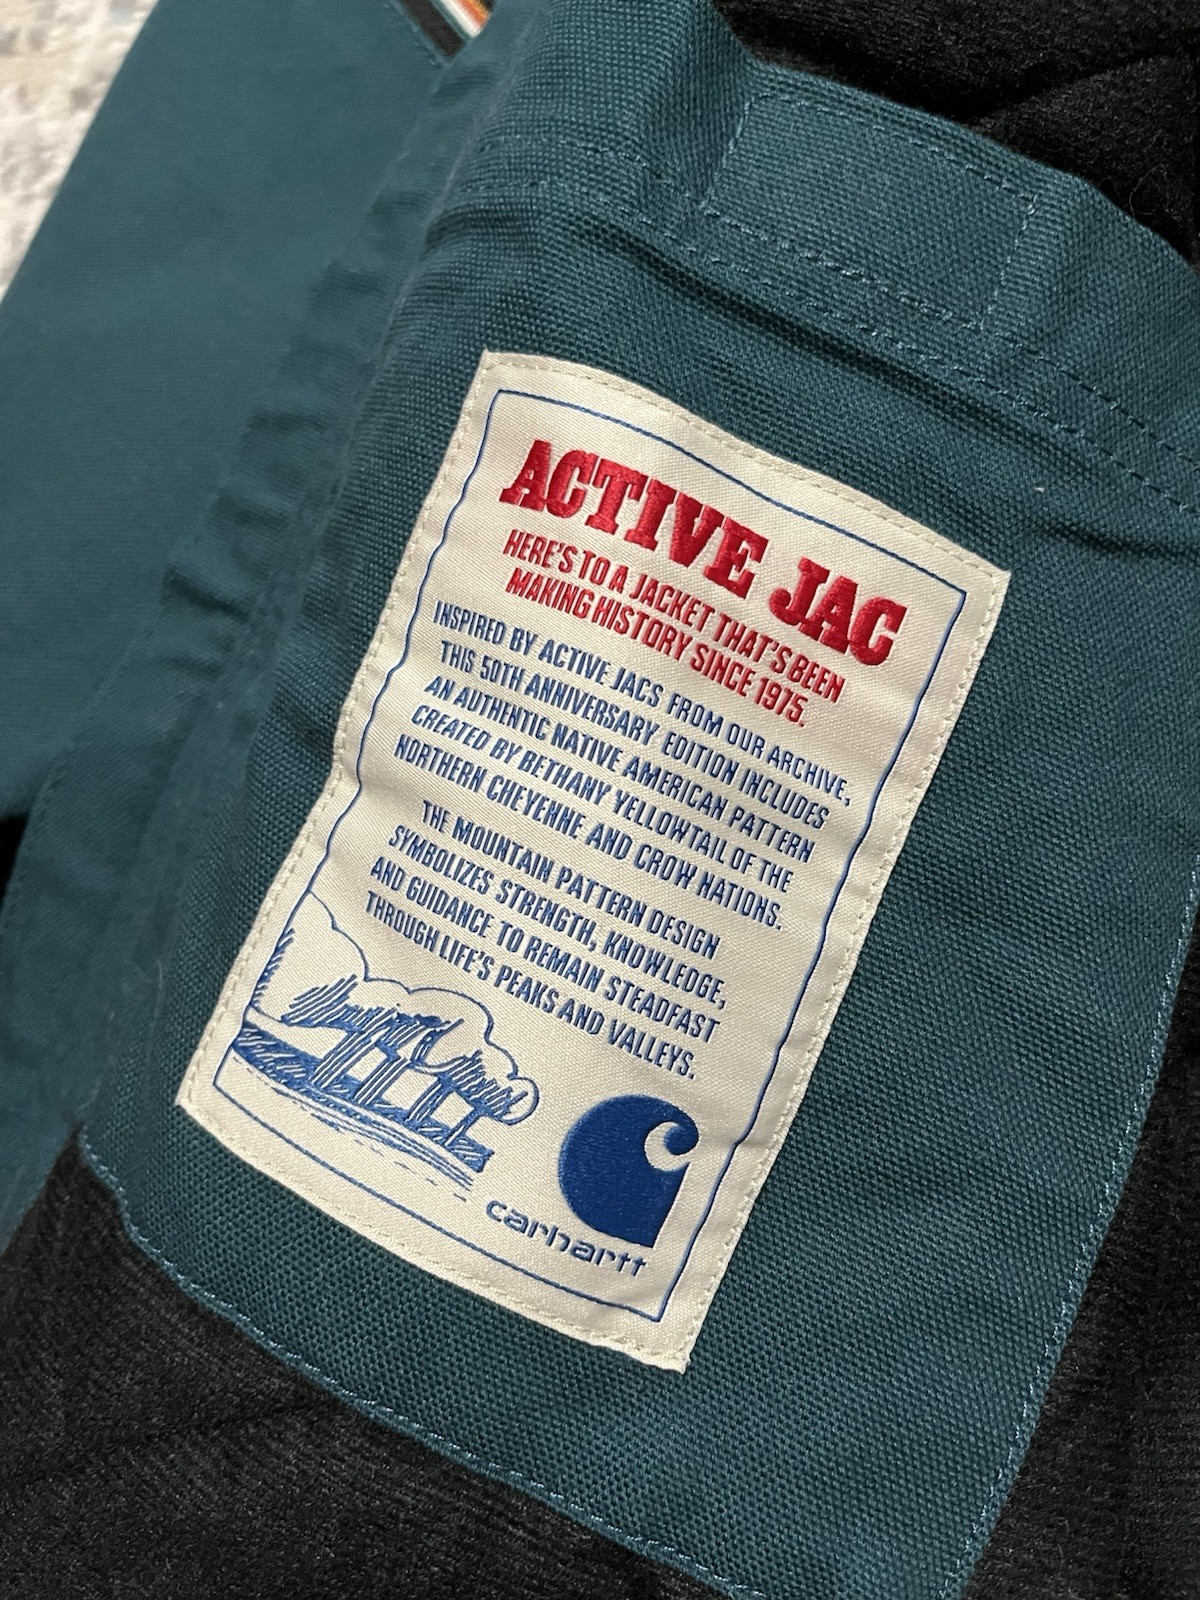 ACTIVE JAC
HERE'S TO A JACKET THAT'S BEEN
MAKING HISTORY SINCE 1975.
INSPIRED BY ACTIVE JACS FROM OUR ARCHIVE,
THIS 50TH ANNIVERSARY EDITION INCLUDES
AN AUTHENTIC NATIVE AMERICAN PATTERN
CREATED BY BETHANY YELLOWTAIL OF THE
NORTHERN CHEYENNE AND CROW NATIONS.
THE MOUNTAIN PATTERN DESIGN
SYMBOLIZES STRENGTH, KNOWLEDGE,
AND GUIDANCE TO REMAIN STEADFAST
THROUGH LIFE'S PEAKS AND VALLEYS.
carhartt